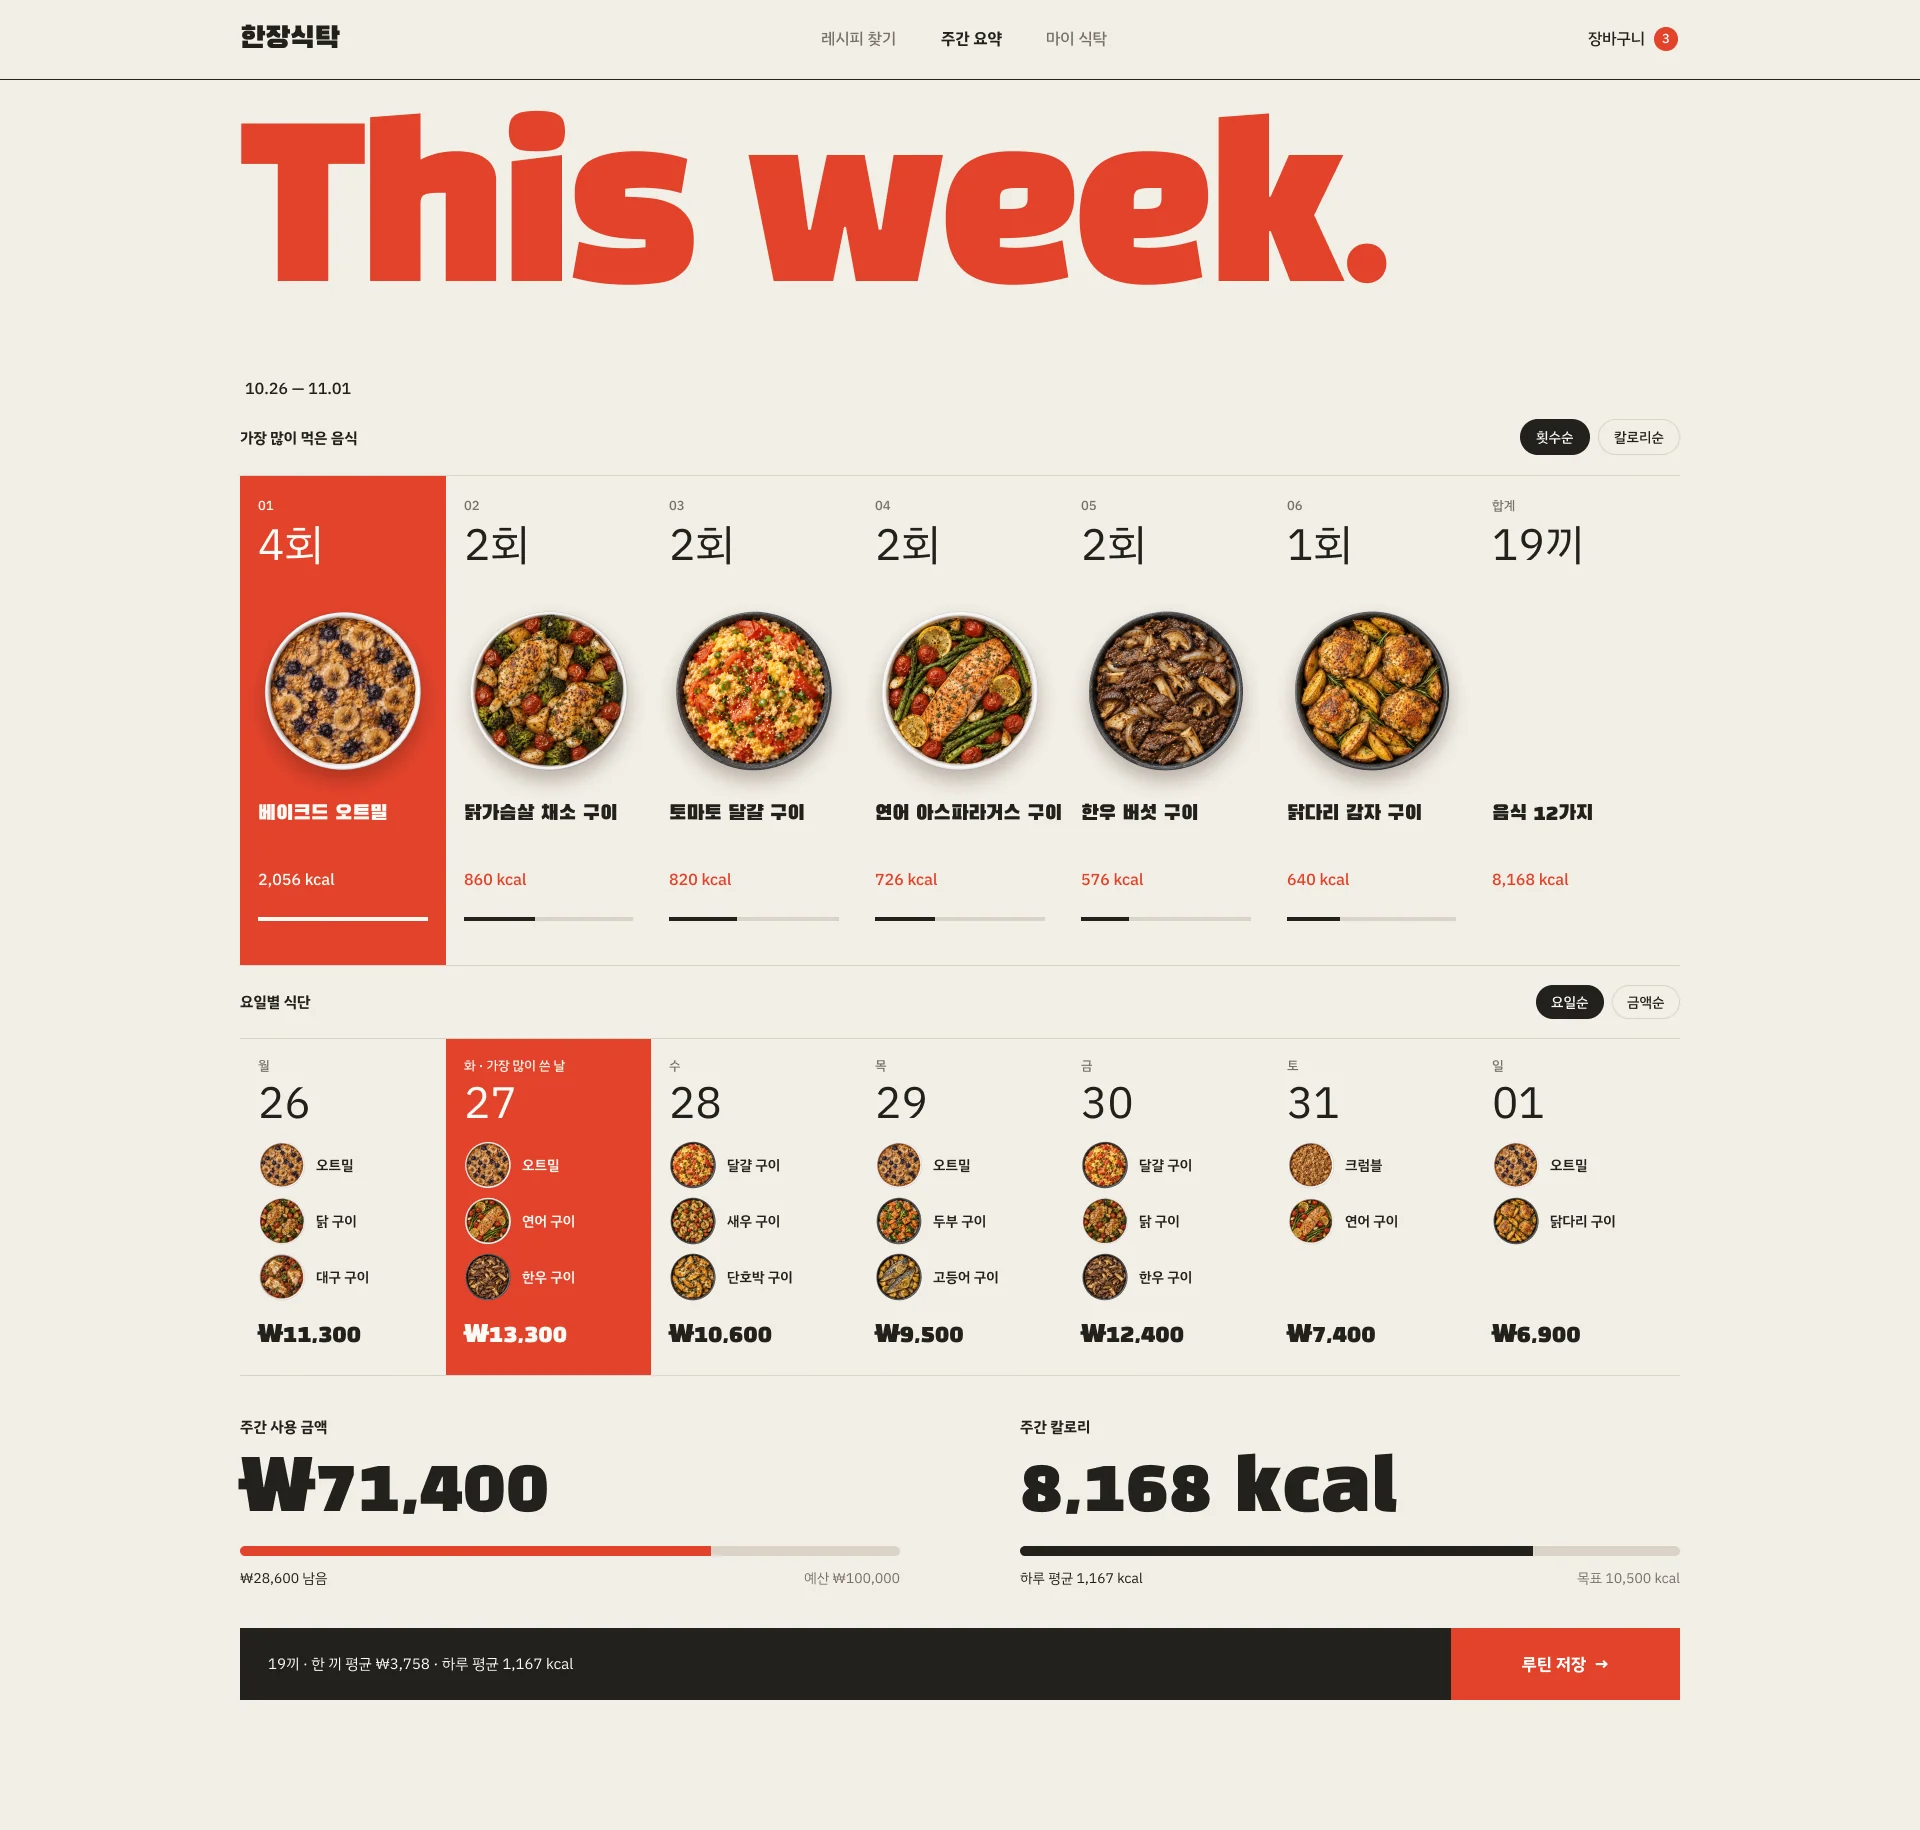 한장식탁
레시피 찾기 주간 요약 마이 식탁
장바구니 3
This week.
10.26 — 11.01
가장 많이 먹은 음식
횟수순 칼로리순
01 02 03 04 05 06 합계
4회 2회 2회 2회 2회 1회 19끼
베이크드 오트밀 닭가슴살 채소 구이 토마토 달걀 구이 연어 아스파라거스 구이 한우 버섯 구이 닭다리 감자 구이 음식 12가지
2,056 kcal 860 kcal 820 kcal 726 kcal 576 kcal 640 kcal 8,168 kcal
요일별 식단
요일순 금액순
월 화 · 가장 많이 쓴 날 수 목 금 토 일
26 27 28 29 30 31 01
오트밀 오트밀 달걀 구이 오트밀 달걀 구이 크럼블 오트밀
닭 구이 연어 구이 새우 구이 두부 구이 닭 구이 연어 구이 닭다리 구이
대구 구이 한우 구이 단호박 구이 고등어 구이 한우 구이
₩11,300 ₩13,300 ₩10,600 ₩9,500 ₩12,400 ₩7,400 ₩6,900
주간 사용 금액
₩71,400
₩28,600 남음 예산 ₩100,000
주간 칼로리
8,168 kcal
하루 평균 1,167 kcal 목표 10,500 kcal
19끼 · 한 끼 평균 ₩3,758 · 하루 평균 1,167 kcal
루틴 저장 →